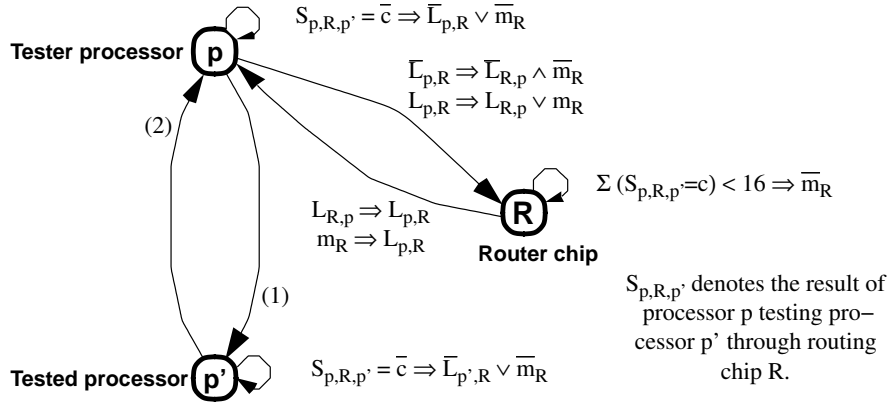 S_{p,R,p’} = c̅ ⇒ L̅_{p,R} ∨ m̅_R
Tester processor
p
L̅_{p,R} ⇒ L̅_{R,p} ∧ m̅_R
L_{p,R} ⇒ L_{R,p} ∨ m_R
(2)
Σ (S_{p,R,p’}=c) < 16 ⇒ m̅_R
R
L_{R,p} ⇒ L_{p,R}
m_R ⇒ L_{p,R}
Router chip
(1)
S_{p,R,p’} denotes the result of
processor p testing pro–
cessor p’ through routing
chip R.
Tested processor
p’
S_{p,R,p’} = c̅ ⇒ L̅_{p’,R} ∨ m̅_R